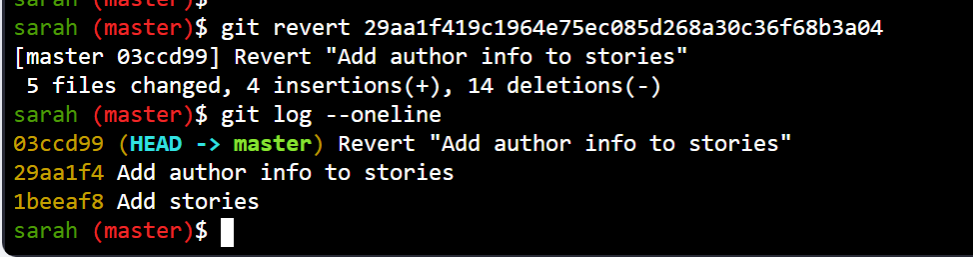 sarah (master)$
sarah (master)$ git revert 29aa1f419c1964e75ec085d268a30c36f68b3a04
[master 03ccd99] Revert "Add author info to stories"
 5 files changed, 4 insertions(+), 14 deletions(-)
sarah (master)$ git log --oneline
03ccd99 (HEAD -> master) Revert "Add author info to stories"
29aa1f4 Add author info to stories
1beeaf8 Add stories
sarah (master)$